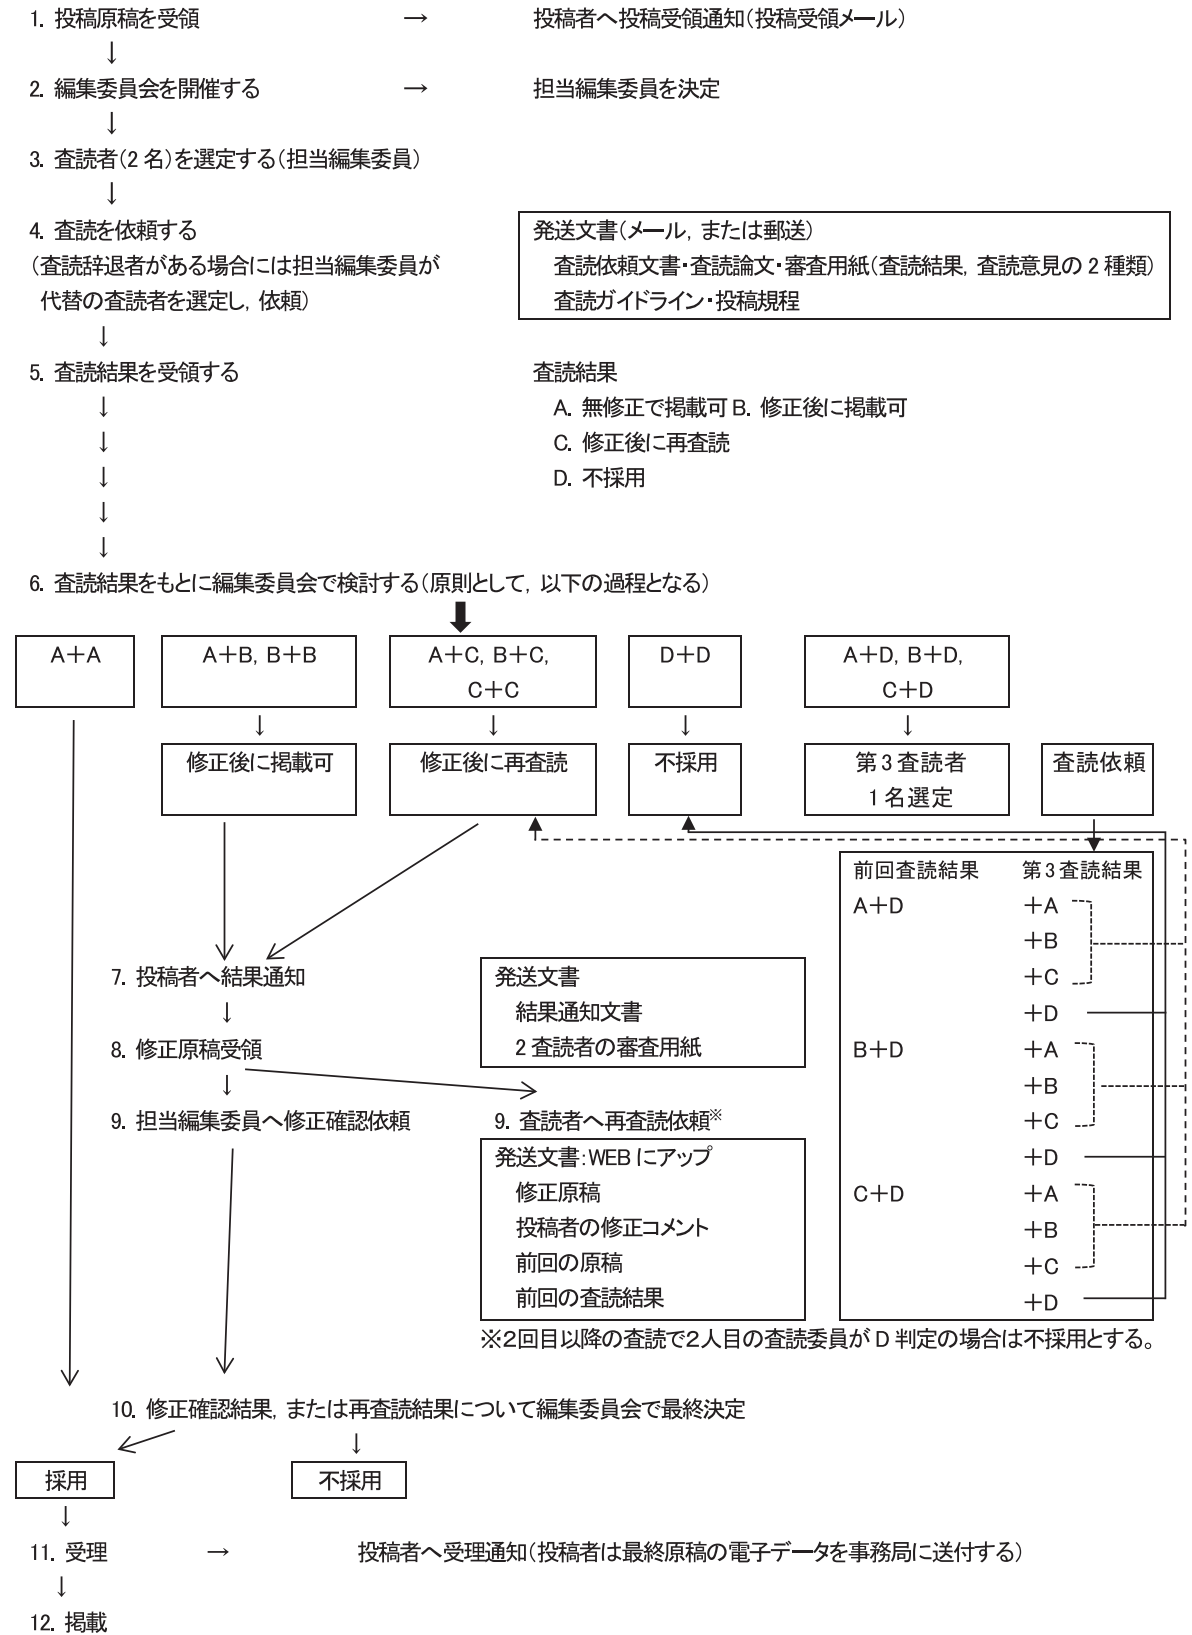 1. 投稿原稿を受領 → 投稿者へ投稿受領通知(投稿受領メール)
↓
2. 編集委員会を開催する → 担当編集委員を決定
↓
3. 査読者(2 名)を選定する(担当編集委員)
↓
4. 査読を依頼する
(査読辞退者がある場合には担当編集委員が
代替の査読者を選定し, 依頼)
発送文書(メール, または郵送)
査読依頼文書・査読論文・審査用紙(査読結果, 査読意見の 2 種類)
査読ガイドライン・投稿規程
↓
5. 査読結果を受領する
査読結果
A. 無修正で掲載可 B. 修正後に掲載可
C. 修正後に再査読
D. 不採用
↓
↓
↓
↓
↓
6. 査読結果をもとに編集委員会で検討する(原則として, 以下の過程となる)
A+A
A+B, B+B
A+C, B+C,
C+C
D+D
A+D, B+D,
C+D
↓ ↓ ↓ ↓
修正後に掲載可
修正後に再査読
不採用
第3査読者
1名選定
査読依頼
前回査読結果 第3査読結果
A+D +A
+B
+C
+D
B+D +A
+B
+C
+D
C+D +A
+B
+C
+D
7. 投稿者へ結果通知
↓
8. 修正原稿受領
↓
9. 担当編集委員へ修正確認依頼
発送文書
結果通知文書
2査読者の審査用紙
9. 査読者へ再査読依頼※
発送文書:WEB にアップ
修正原稿
投稿者の修正コメント
前回の原稿
前回の査読結果
※2回目以降の査読で2人目の査読委員が D 判定の場合は不採用とする。
10. 修正確認結果, または再査読結果について編集委員会で最終決定
↓
採用
不採用
↓
11. 受理 → 投稿者へ受理通知(投稿者は最終原稿の電子データを事務局に送付する)
↓
12. 掲載